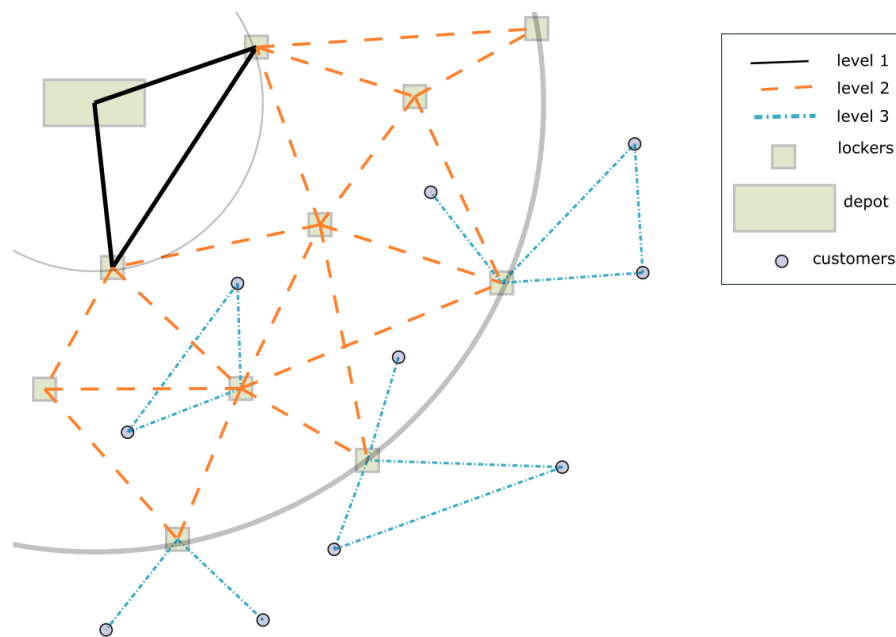 level 1
level 2
level 3
lockers
depot
customers